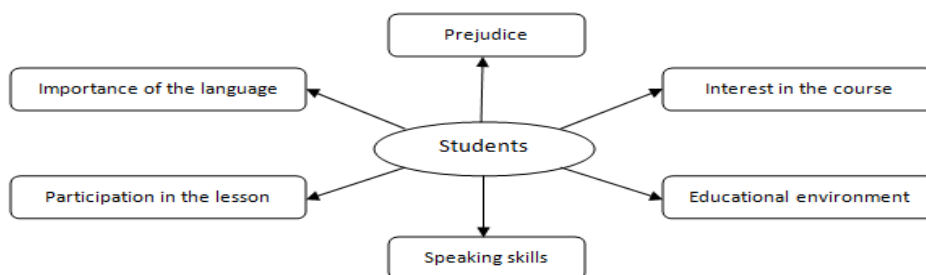 Prejudice
Importance of the language
Interest in the course
Students
Participation in the lesson
Educational environment
Speaking skills